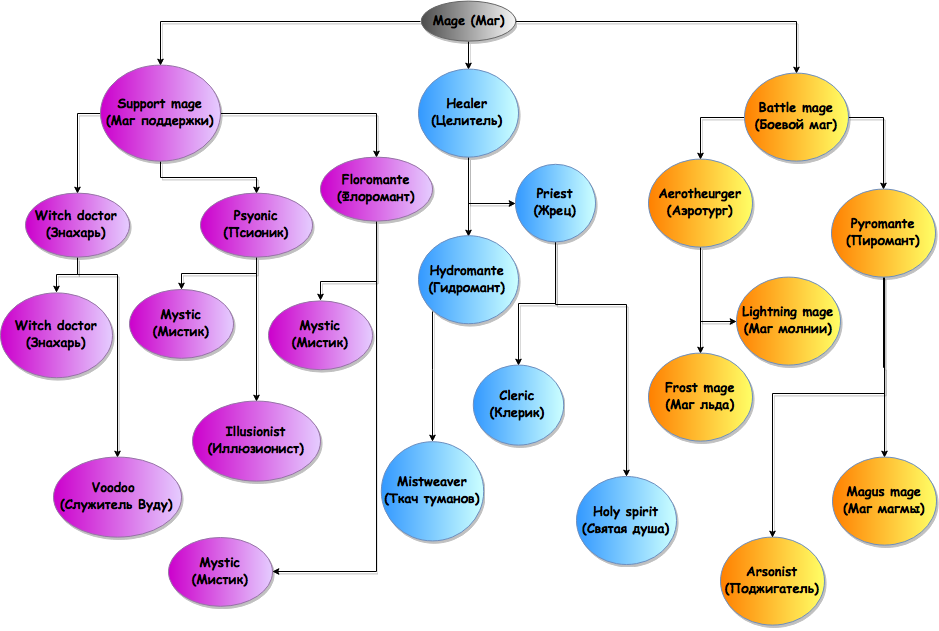 Mage (Маг)
Support mage
(Маг поддержки)
Healer
(Целитель)
Battle mage
(Боевой маг)
Witch doctor
(Знахарь)
Psyonic
(Псионик)
Floromante
(Флоромант)
Priest
(Жрец)
Aerotheurger
(Аэротург)
Pyromante
(Пиромант)
Hydromante
(Гидромант)
Witch doctor
(Знахарь)
Mystic
(Мистик)
Mystic
(Мистик)
Lightning mage
(Маг молнии)
Frost mage
(Маг льда)
Cleric
(Клерик)
Illusionist
(Иллюзионист)
Voodoo
(Служитель Вуду)
Mistweaver
(Ткач туманов)
Holy spirit
(Святая душа)
Magus mage
(Маг магмы)
Mystic
(Мистик)
Arsonist
(Поджигатель)